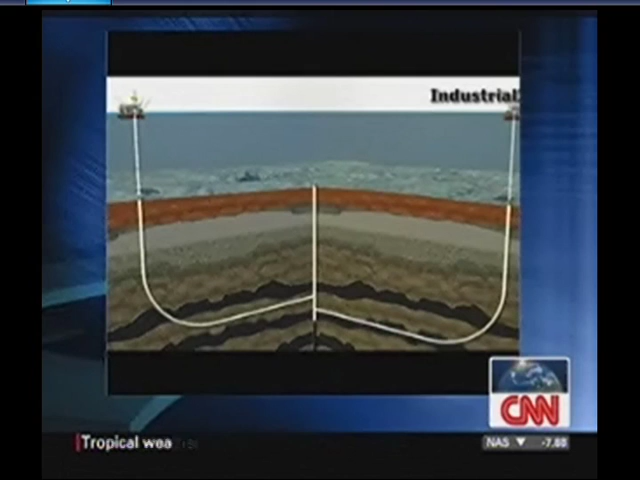 Industrial
CNN
Tropical wea
NAS ▼ -7.88